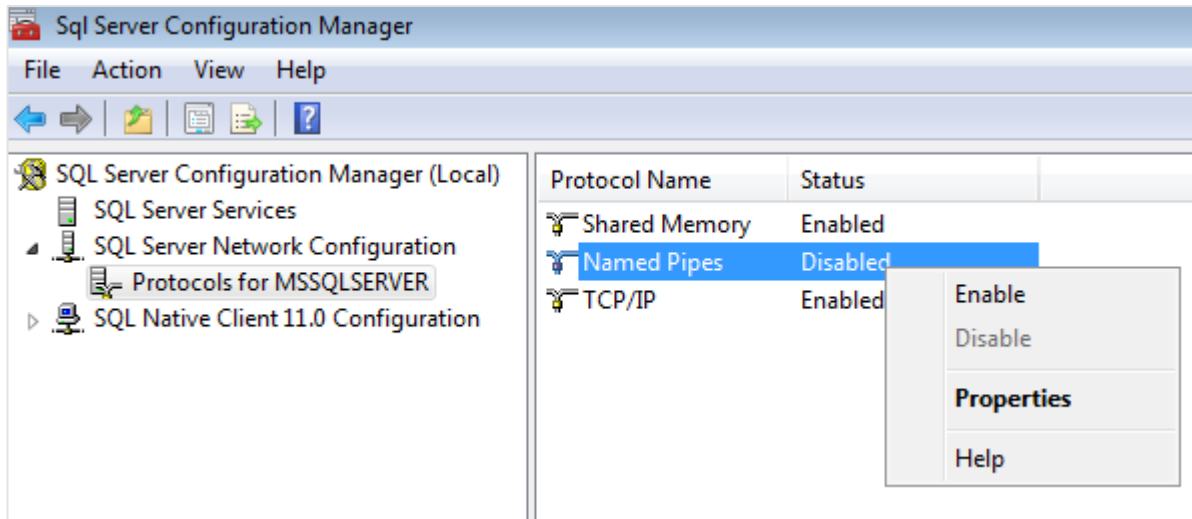 Sql Server Configuration Manager
File Action View Help
SQL Server Configuration Manager (Local)
SQL Server Services
SQL Server Network Configuration
Protocols for MSSQLSERVER
SQL Native Client 11.0 Configuration
Protocol Name Status
Shared Memory Enabled
Named Pipes Disabled
TCP/IP Enabled
Enable
Disable
Properties
Help